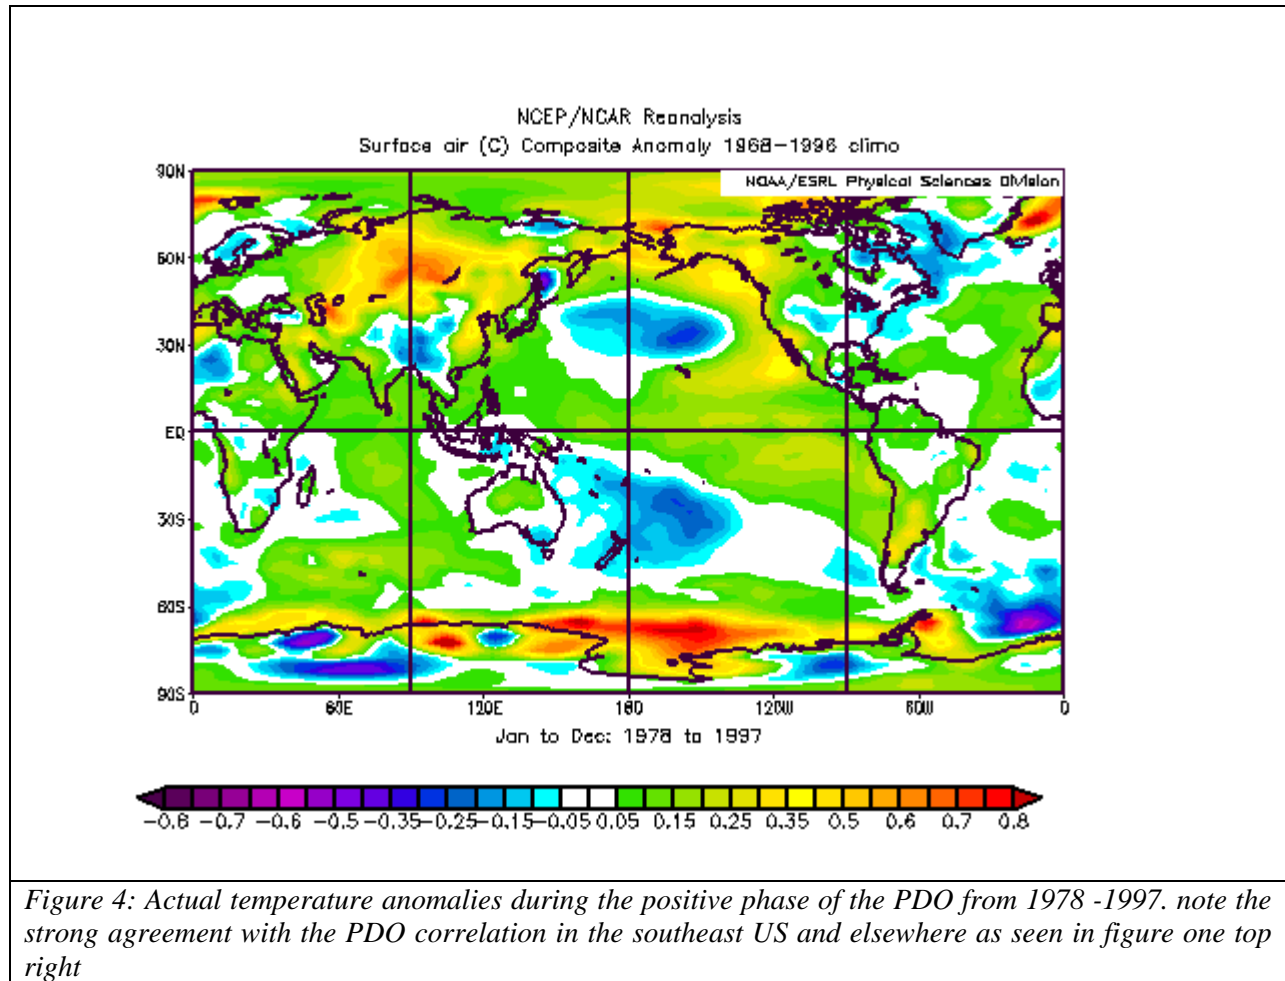 NCEP/NCAR Reanalysis
Surface air (C) Composite Anomaly 1968-1996 climo
NOAA/ESRL Physical Sciences Division
90N
60N
30N
EQ
30S
60S
90S
0 60E 120E 180 120W 60W 0
Jan to Dec: 1978 to 1997
-0.8 -0.7 -0.6 -0.5 -0.35 -0.25 -0.15 -0.05 0.05 0.15 0.25 0.35 0.5 0.6 0.7 0.8
Figure 4: Actual temperature anomalies during the positive phase of the PDO from 1978 -1997. note the
strong agreement with the PDO correlation in the southeast US and elsewhere as seen in figure one top
right